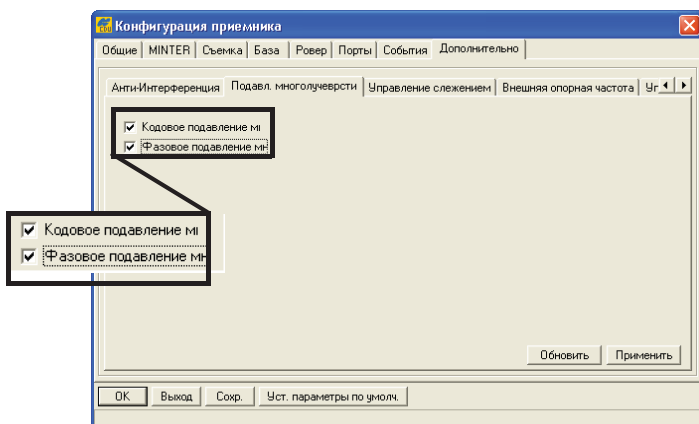 Конфигурация приемника
Общие MINTER Съемка База Ровер Порты События Дополнительно
Анти-Интерференция Подавл. многолучеврсти Управление слежением Внешняя опорная частота Уг
Кодовое подавление мі
Фазовое подавление мн
Кодовое подавление мі
Фазовое подавление мн
Обновить Применить
OK Выход Сохр. Уст. параметры по умолч.